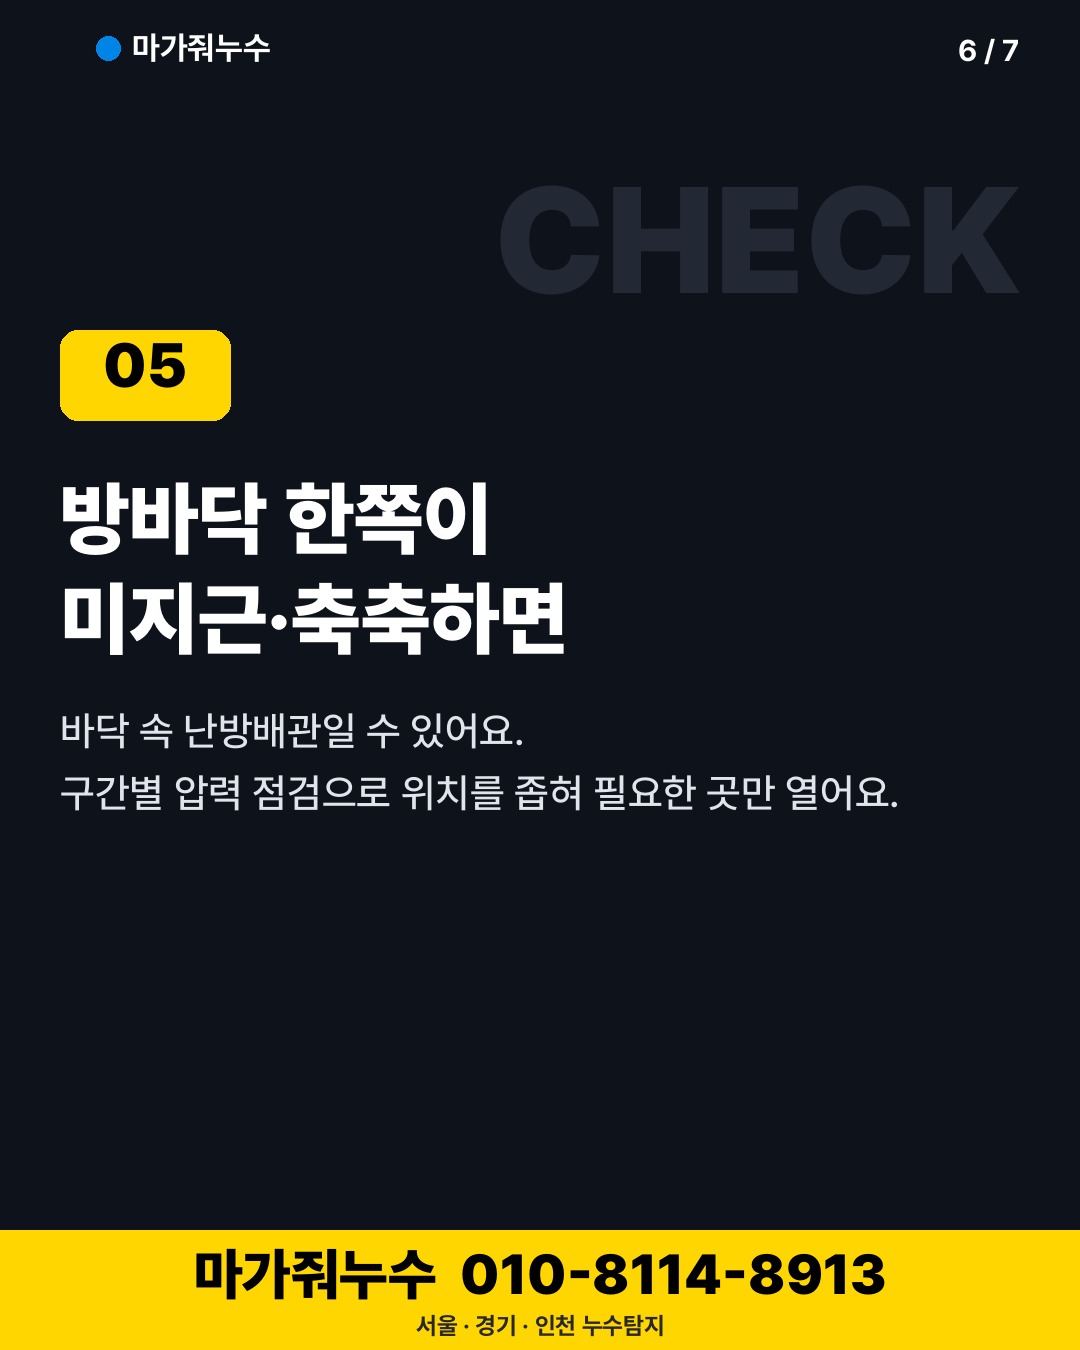 마가줘누수
6 / 7
CHECK
05
방바닥 한쪽이
미지근·축축하면
바닥 속 난방배관일 수 있어요.
구간별 압력 점검으로 위치를 좁혀 필요한 곳만 열어요.
마가줘누수 010-8114-8913
서울 · 경기 · 인천 누수탐지